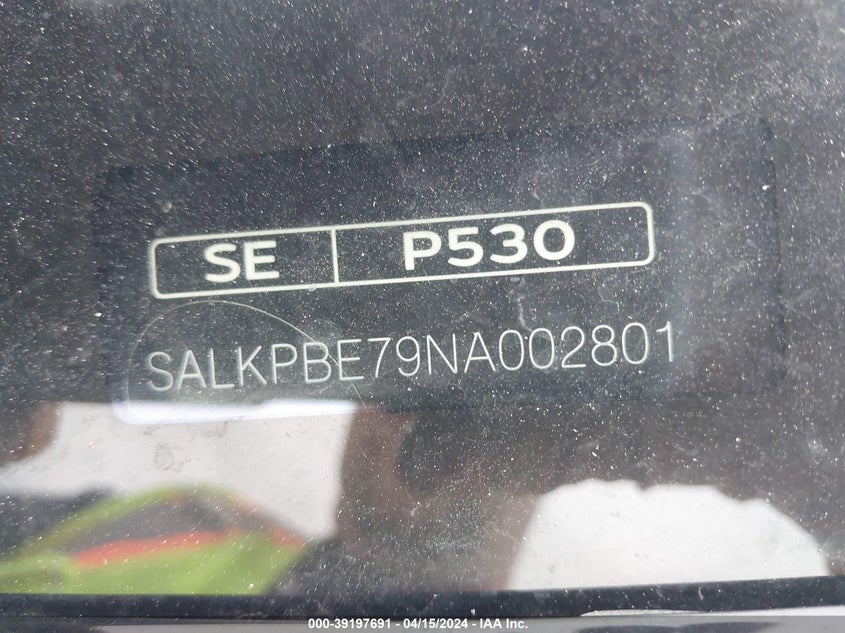 SE P530
SALKPBE79NA002801
000-39197691 - 04/15/2024 - IAA Inc.